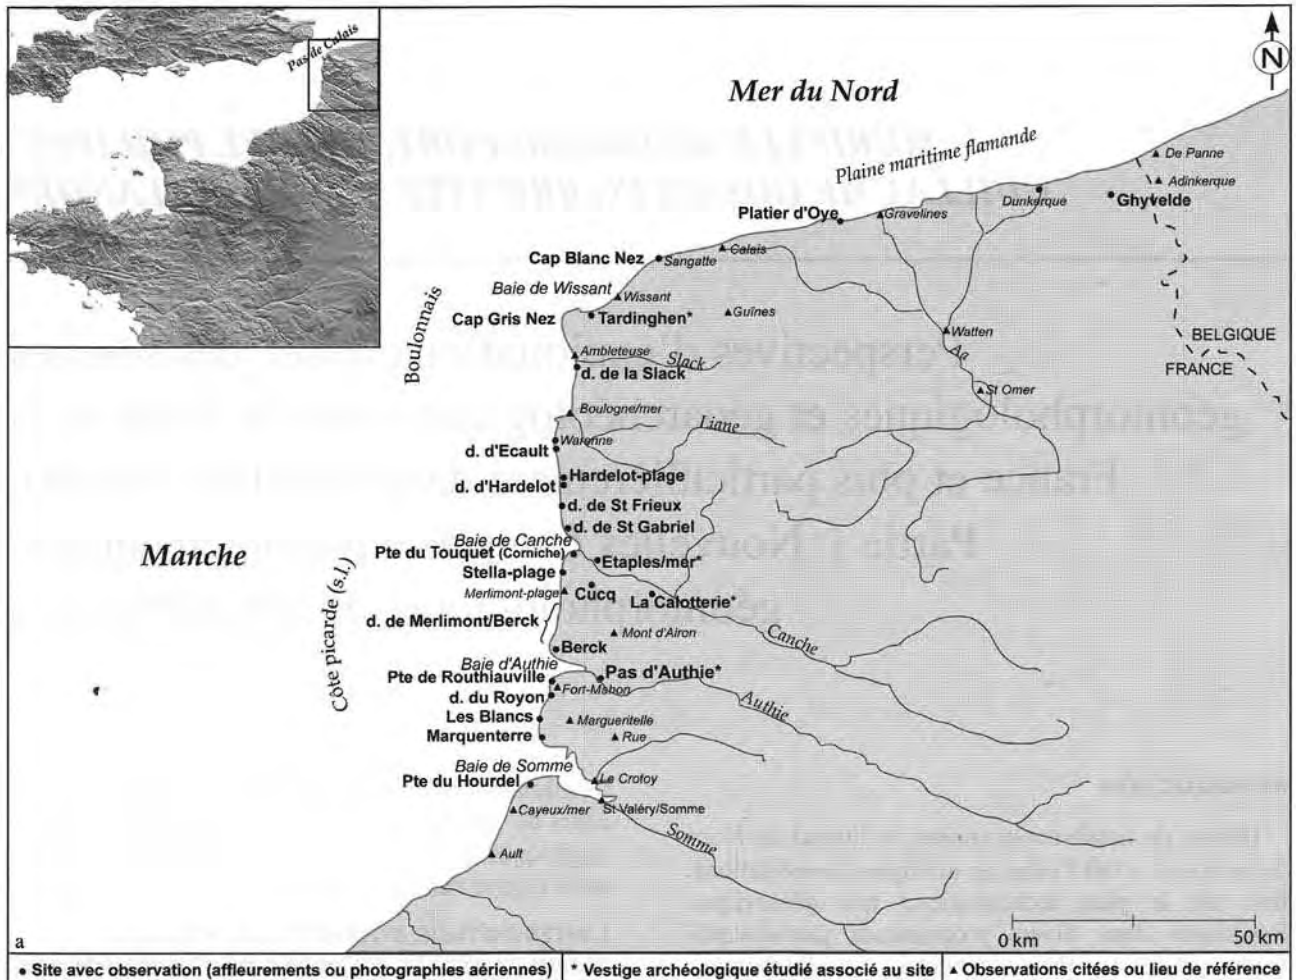 Pas de Calais
N
Mer du Nord
Plaine maritime flamande
De Panne
Adinkerque
Dunkerque
Ghyvelde
Platier d'Oye
Gravelines
Calais
Cap Blanc Nez
Sangatte
Baie de Wissant
Wissant
Guînes
Cap Gris Nez
Tardinghen*
Watten
BELGIQUE
FRANCE
Boulonnais
Ambleteuse
Slack
Aa
d. de la Slack
St Omer
Boulogne/mer
Liane
Warenne
d. d'Ecault
Hardelot-plage
d. d'Hardelot
d. de St Frieux
d. de St Gabriel
Baie de Canche
Manche
Pte du Touquet (Corniche)
Etaples/mer*
Stella-plage
Merlimont-plage
Cucq
La Calotterie*
Côte picarde (s.l.)
d. de Merlimont/Berck
Mont d'Airon
Canche
Berck
Baie d'Authie
Pte de Routhiauville
Pas d'Authie*
Fort-Mahon
d. du Royon
Authie
Les Blancs
Margueritelle
Marquenterre
Rue
Baie de Somme
Pte du Hourdel
Le Crotoy
Cayeux/mer
St Valéry/Somme
Somme
Ault
a
0 km
50 km
• Site avec observation (affleurements ou photographies aériennes)
* Vestige archéologique étudié associé au site
▲ Observations citées ou lieu de référence